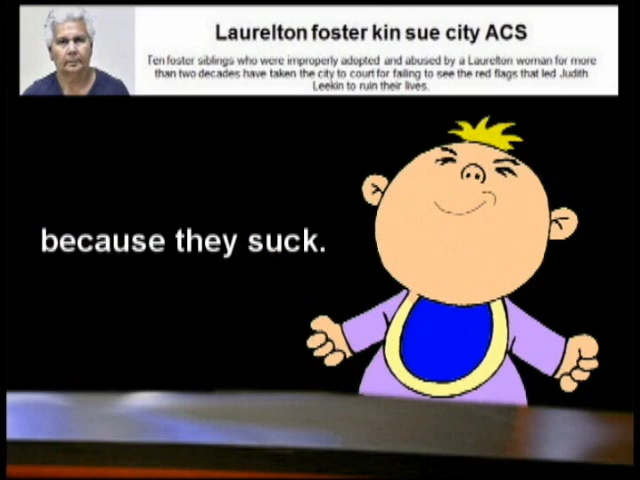 Laurelton foster kin sue city ACS
Ten foster siblings who were improperly adopted and abused by a Laurelton woman for more
than two decades have taken the city to court for failing to see the red flags that led Judith
Leekin to ruin their lives.
because they suck.